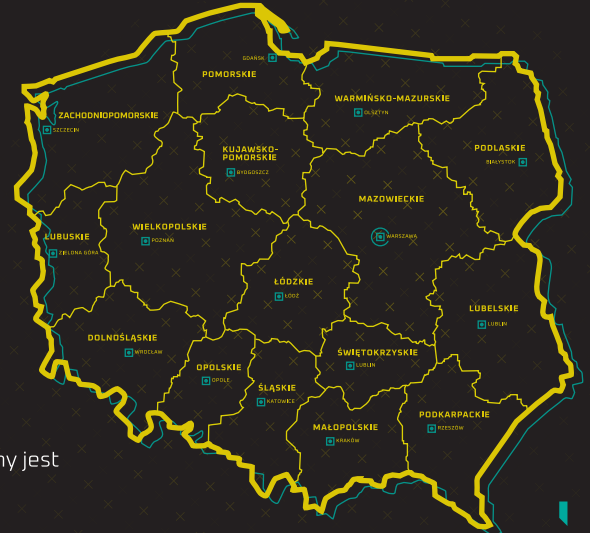 GDAŃSK
POMORSKIE
WARMIŃSKO-MAZURSKIE
OLSZTYN
ZACHODNIOPOMORSKIE
SZCZECIN
KUJAWSKO-
POMORSKIE
BYDGOSZCZ
PODLASKIE
BIAŁYSTOK
MAZOWIECKIE
WARSZAWA
WIELKOPOLSKIE
POZNAŃ
LUBUSKIE
ZIELONA GÓRA
ŁÓDZKIE
ŁÓDŹ
LUBELSKIE
LUBLIN
DOLNOŚLĄSKIE
WROCŁAW
OPOLSKIE
OPOLE
ŚLĄSKIE
KATOWICE
ŚWIĘTOKRZYSKIE
LUBLIN
MAŁOPOLSKIE
KRAKÓW
PODKARPACKIE
RZESZÓW
ny jest